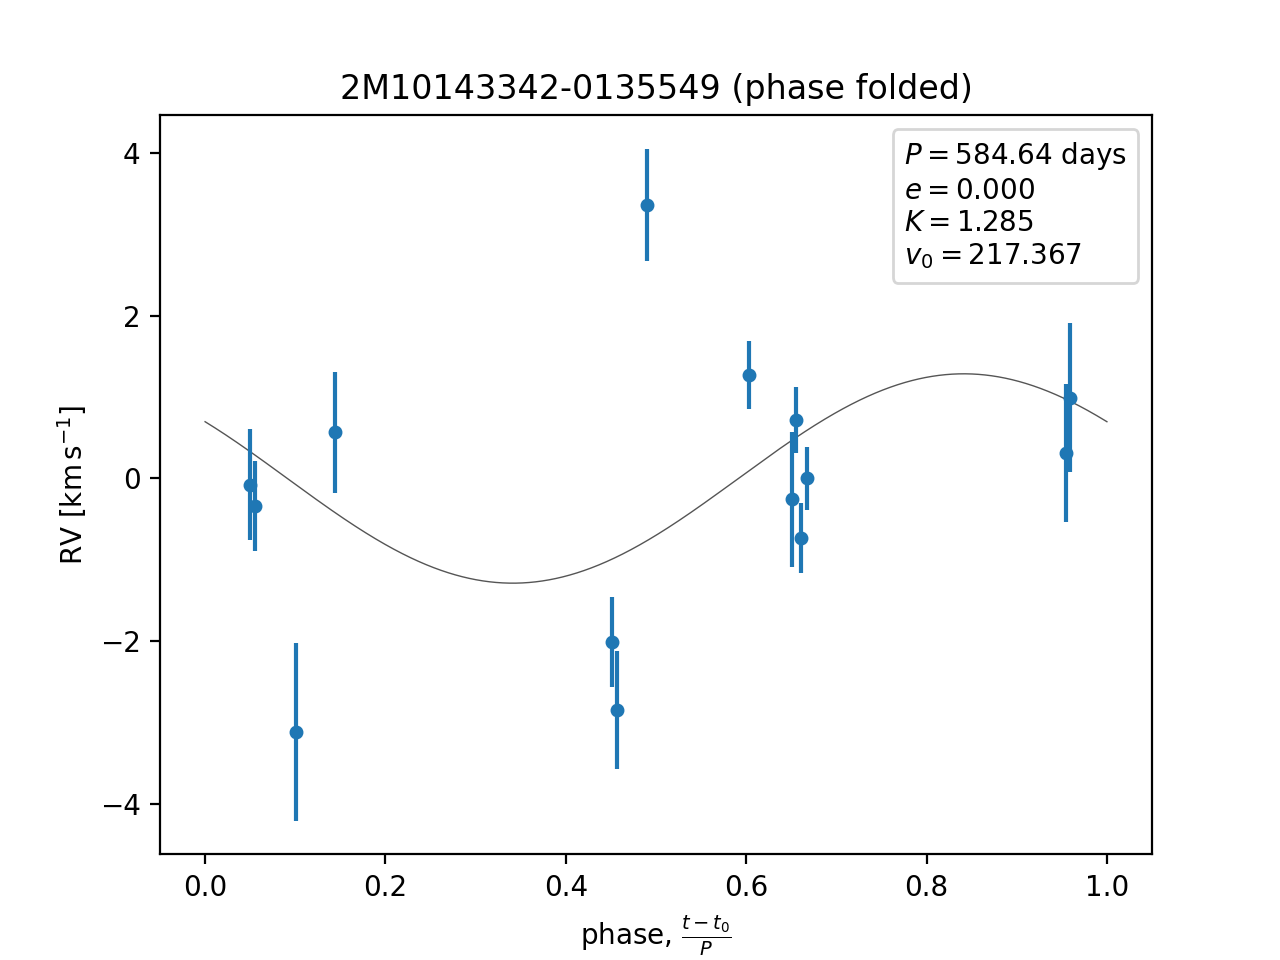 2M10143342-0135549 (phase folded)
P = 584.64 days
e = 0.000
K = 1.285
v₀ = 217.367
RV [km s⁻¹]
4
2
0
−2
−4
0.0 0.2 0.4 0.6 0.8 1.0
phase, (t − t₀)/P